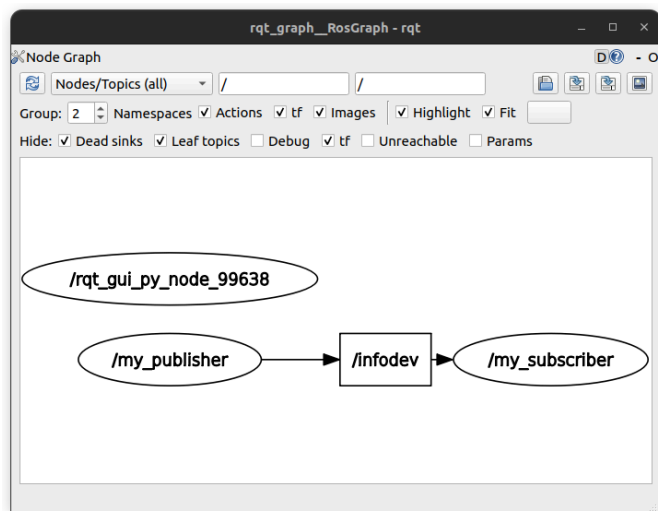 rqt_graph__RosGraph - rqt
Node Graph D - O
Nodes/Topics (all) / /
Group: 2 Namespaces Actions tf Images Highlight Fit
Hide: Dead sinks Leaf topics Debug tf Unreachable Params
/rqt_gui_py_node_99638
/my_publisher /infodev /my_subscriber